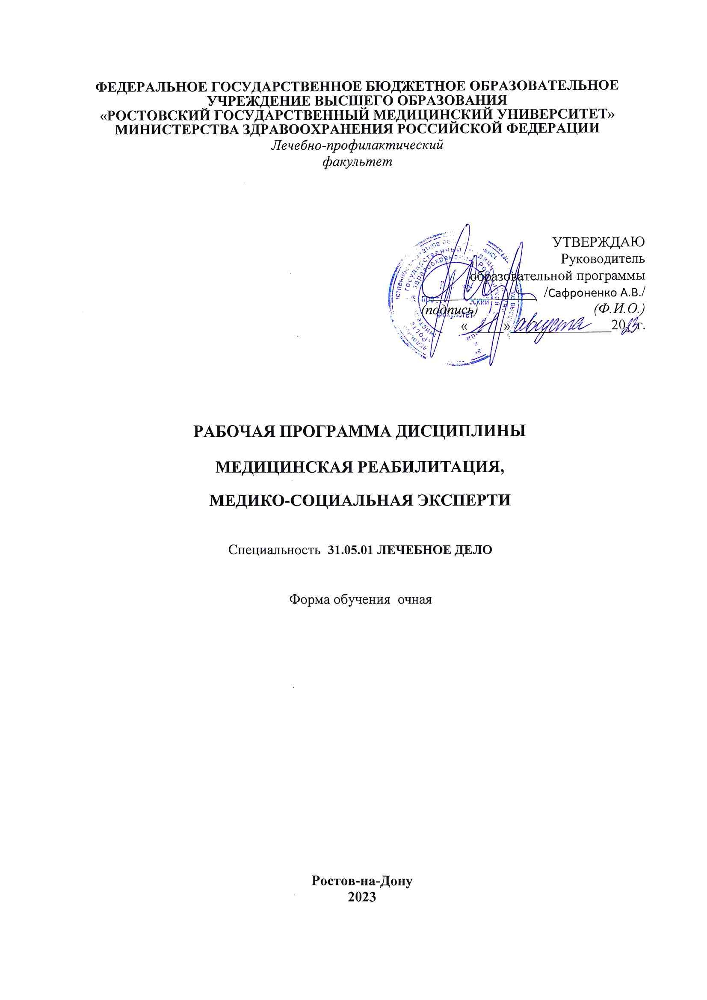 ФЕДЕРАЛЬНОЕ ГОСУДАРСТВЕННОЕ БЮДЖЕТНОЕ ОБРАЗОВАТЕЛЬНОЕ
УЧРЕЖДЕНИЕ ВЫСШЕГО ОБРАЗОВАНИЯ
«РОСТОВСКИЙ ГОСУДАРСТВЕННЫЙ МЕДИЦИНСКИЙ УНИВЕРСИТЕТ»
МИНИСТЕРСТВА ЗДРАВООХРАНЕНИЯ РОССИЙСКОЙ ФЕДЕРАЦИИ
Лечебно-профилактический
факультет
УТВЕРЖДАЮ
Руководитель
образовательной программы
/Сафроненко А.В./
(подпись) (Ф.И.О.)
« » августа 2023г.
РАБОЧАЯ ПРОГРАММА ДИСЦИПЛИНЫ
МЕДИЦИНСКАЯ РЕАБИЛИТАЦИЯ,
МЕДИКО-СОЦИАЛЬНАЯ ЭКСПЕРТИ
Специальность 31.05.01 ЛЕЧЕБНОЕ ДЕЛО
Форма обучения очная
Ростов-на-Дону
2023